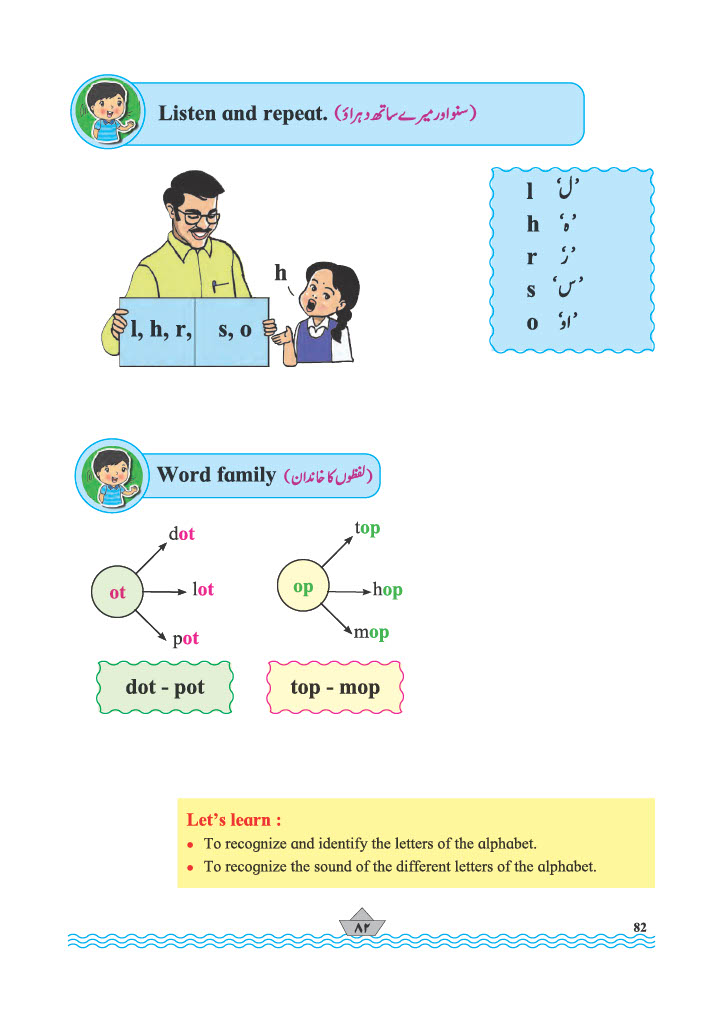 Listen and repeat. (سنو اور میرے ساتھ دہراؤ)
h
l, h, r, s, o
l ’ل‘
h ’ہ‘
r ’ر‘
s ’س‘
o ’او‘
Word family (لفظوں کا خاندان)
ot
dot
lot
pot
op
top
hop
mop
dot - pot
top - mop
Let’s learn :
• To recognize and identify the letters of the alphabet.
• To recognize the sound of the different letters of the alphabet.
۸۲
82